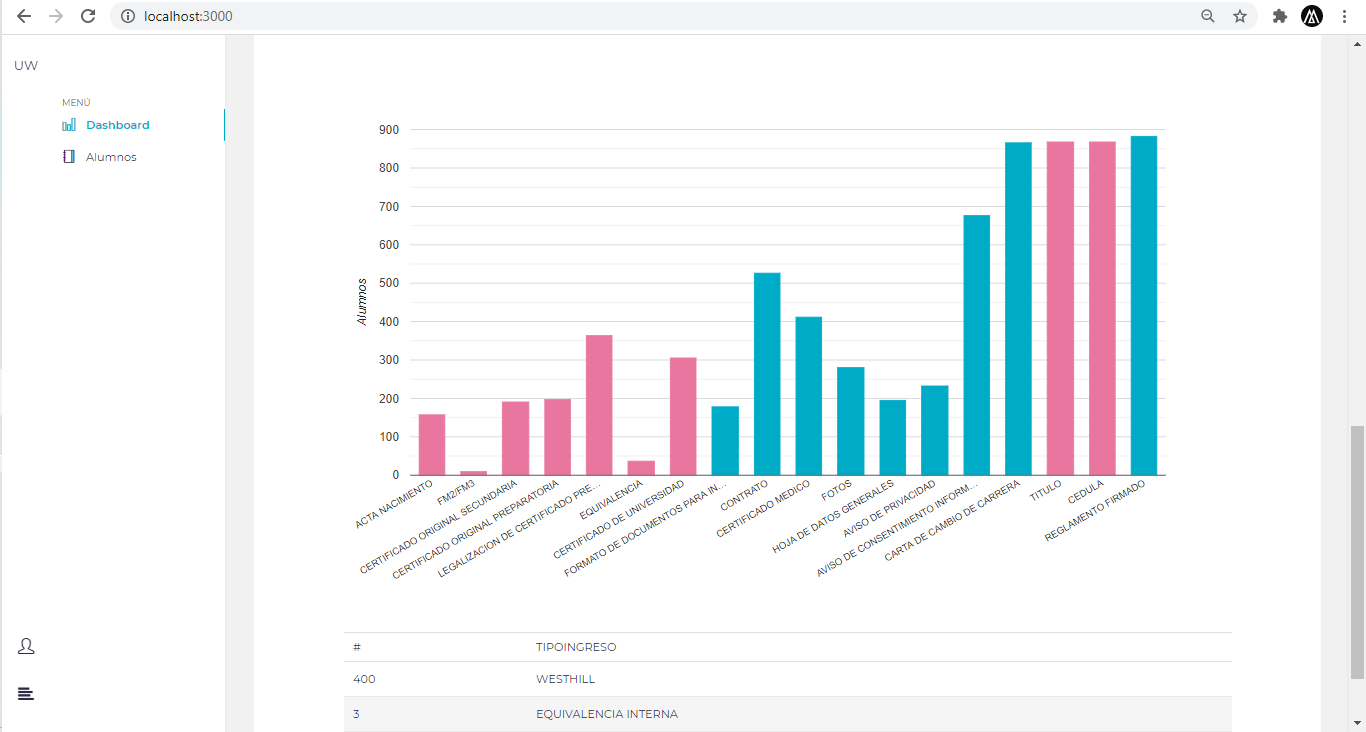 localhost:3000
UW
MENÚ
Dashboard
Alumnos
900
800
700
600
500
400
300
200
100
0
Alumnos
ACTA NACIMIENTO
FM2/FM3
CERTIFICADO ORIGINAL SECUNDARIA
CERTIFICADO ORIGINAL PREPARATORIA
LEGALIZACION DE CERTIFICADO PRE...
EQUIVALENCIA
CERTIFICADO DE UNIVERSIDAD
FORMATO DE DOCUMENTOS PARA IN...
CONTRATO
CERTIFICADO MEDICO
FOTOS
HOJA DE DATOS GENERALES
AVISO DE PRIVACIDAD
AVISO DE CONSENTIMIENTO INFORM...
CARTA DE CAMBIO DE CARRERA
TITULO
CEDULA
REGLAMENTO FIRMADO
# TIPOINGRESO
400 WESTHILL
3 EQUIVALENCIA INTERNA